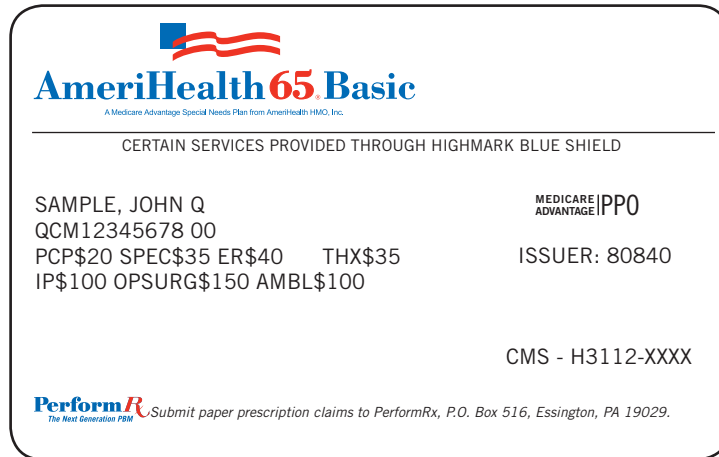 AmeriHealth 65® Basic
A Medicare Advantage Special Needs Plan from AmeriHealth HMO, Inc.
CERTAIN SERVICES PROVIDED THROUGH HIGHMARK BLUE SHIELD
SAMPLE, JOHN Q
MEDICARE ADVANTAGE|PPO
QCM12345678 00
PCP$20 SPEC$35 ER$40 THX$35
ISSUER: 80840
IP$100 OPSURG$150 AMBL$100
CMS - H3112-XXXX
PerformRx
The Next Generation PBM
Submit paper prescription claims to PerformRx, P.O. Box 516, Essington, PA 19029.